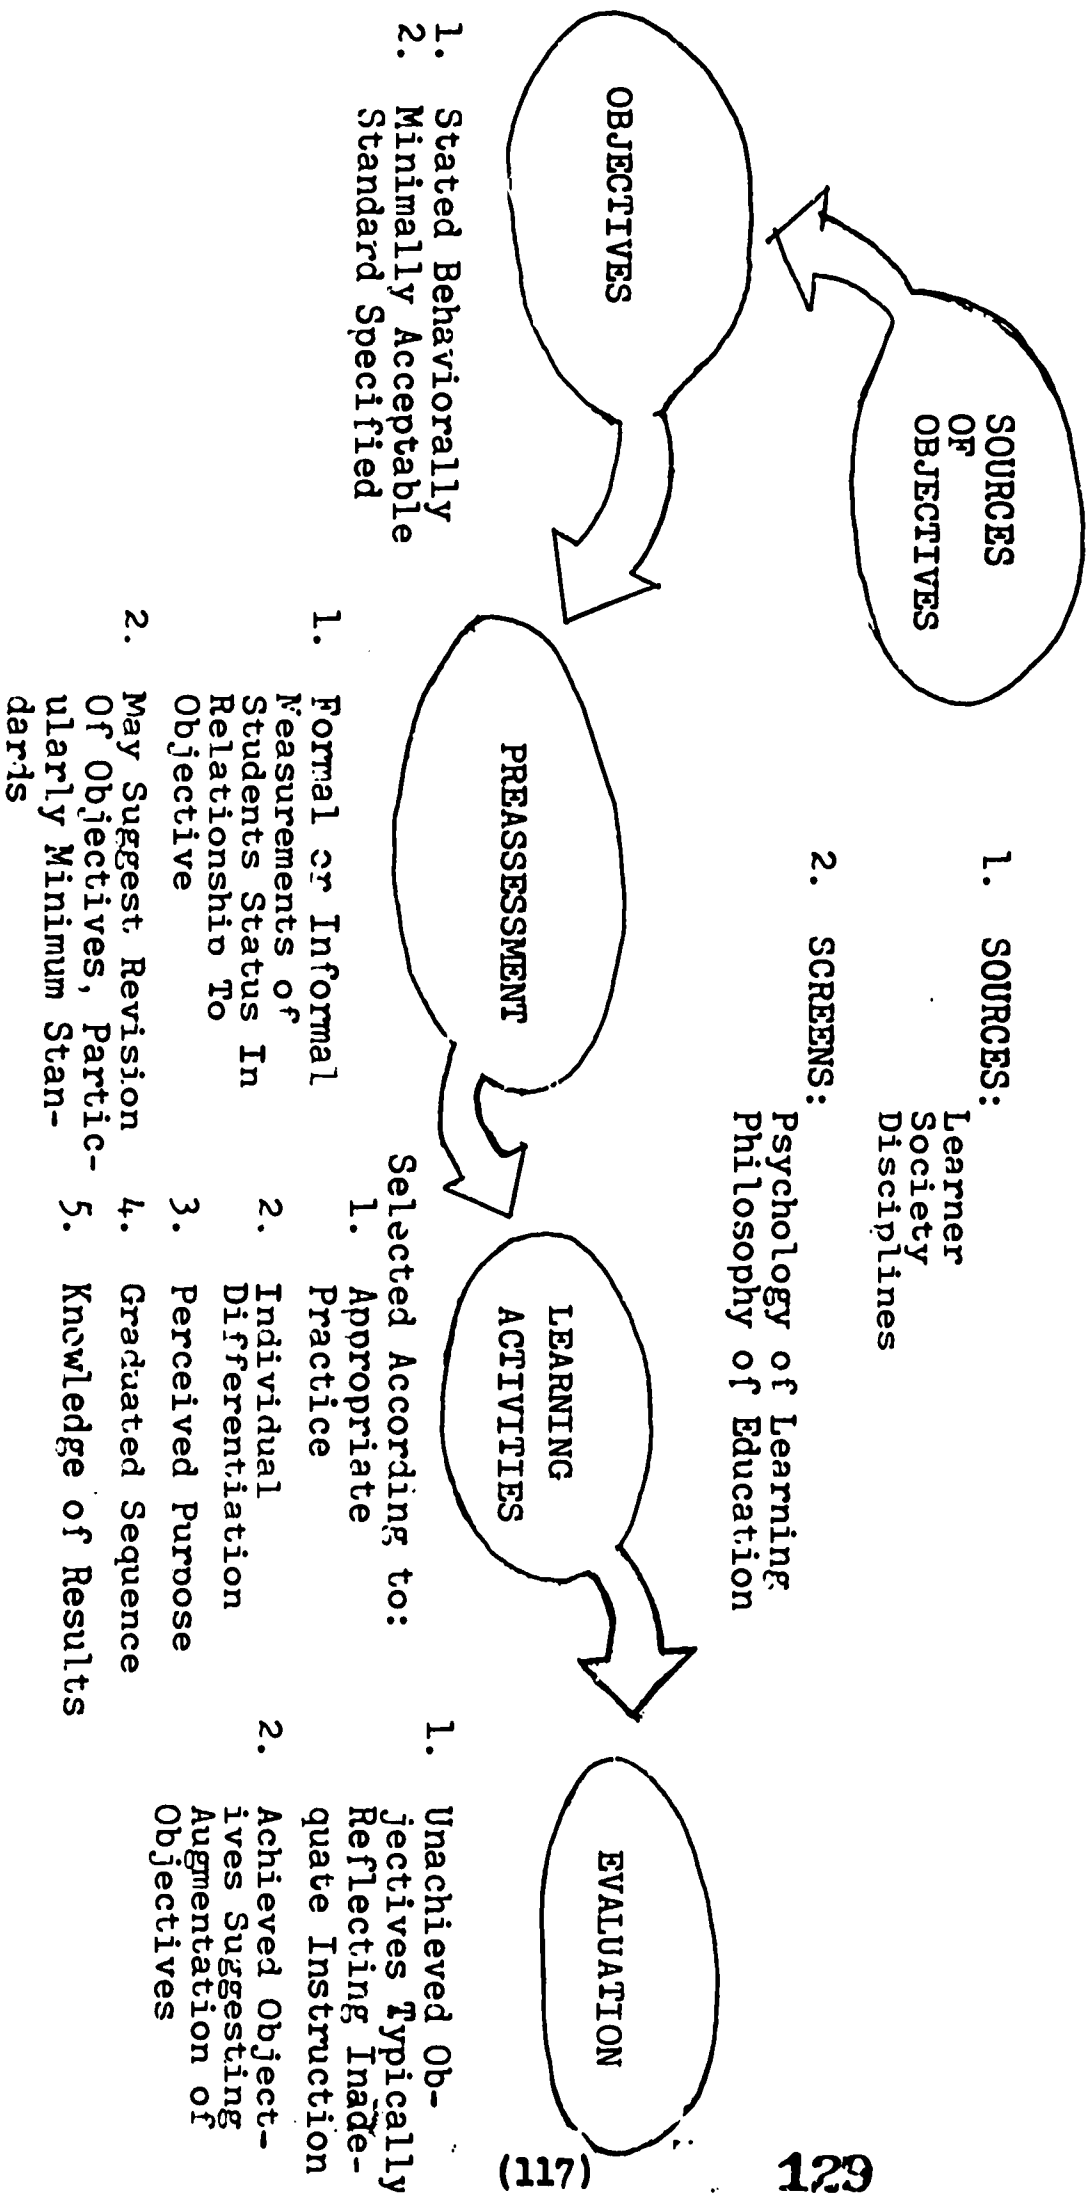 SOURCES
OF
OBJECTIVES
1. SOURCES:
Learner
Society
Disciplines
2. SCREENS:
Psychology of Learning
Philosophy of Education
OBJECTIVES
1. Stated Behaviorally
2. Minimally Acceptable
Standard Specified
PREASSESSMENT
1. Formal or Informal
Measurements of
Students Status In
Relationship To
Objective
2. May Suggest Revision
Of Objectives, Partic-
ularly Minimum Stan-
dards
LEARNING
ACTIVITIES
Selected According to:
1. Appropriate
Practice
2. Individual
Differentiation
3. Perceived Purpose
4. Graduated Sequence
5. Knowledge of Results
EVALUATION
1. Unachieved Ob-
jectives Typically
Reflecting Inade-
quate Instruction
2. Achieved Object-
ives Suggesting
Augmentation of
Objectives
(117)
129